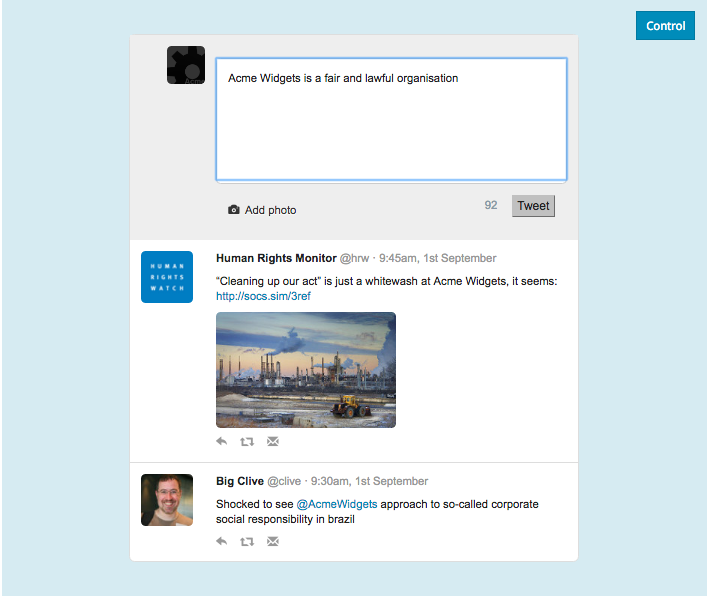 Control
Acme
Acme Widgets is a fair and lawful organisation
Add photo
92
Tweet
HUMAN
RIGHTS
WATCH
Human Rights Monitor @hrw · 9:45am, 1st September
“Cleaning up our act” is just a whitewash at Acme Widgets, it seems:
http://socs.sim/3ref
Big Clive @clive · 9:30am, 1st September
Shocked to see @AcmeWidgets approach to so-called corporate
social responsibility in brazil